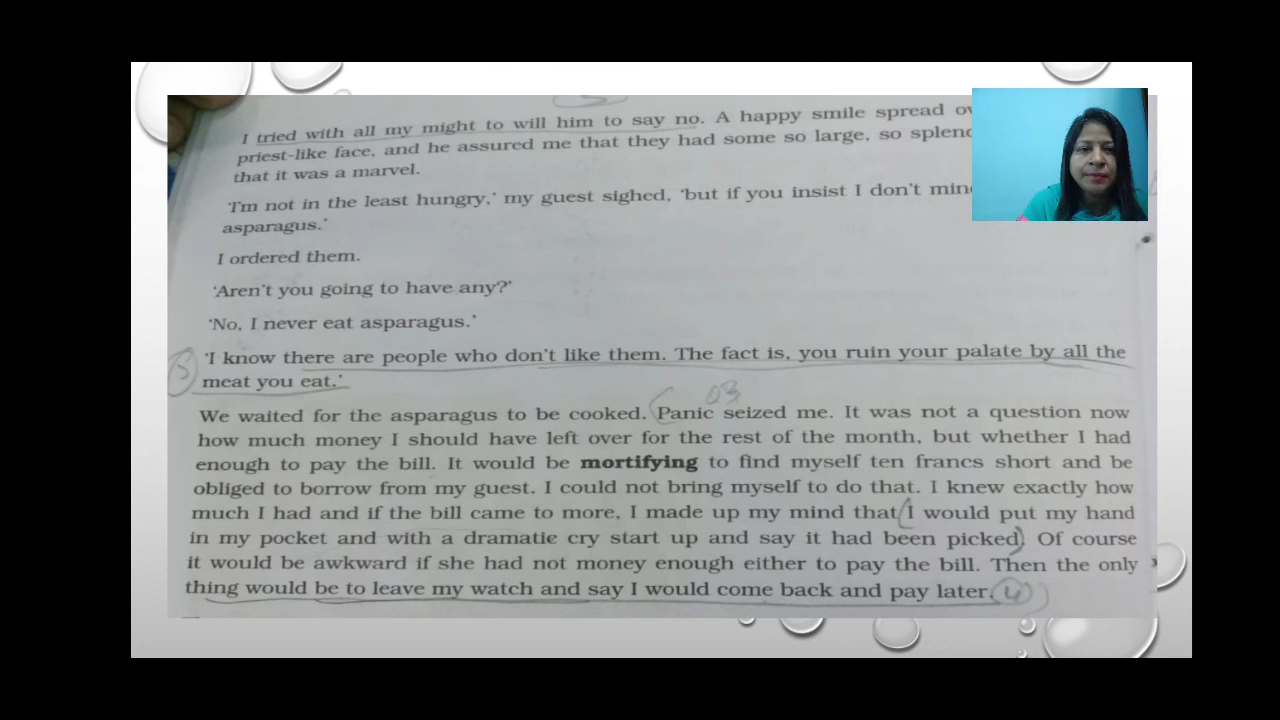 I tried with all my might to will him to say no. A happy smile spread
priest-like face, and he assured me that they had some so large, so
that it was a marvel.
'I'm not in the least hungry,' my guest sighed, 'but if you insist I don't
asparagus.'
I ordered them.
'Aren't you going to have any?'
'No, I never eat asparagus.'
'I know there are people who don't like them. The fact is, you ruin your palate by all the
meat you eat.'
03
We waited for the asparagus to be cooked. (Panic seized me. It was not a question now
how much money I should have left over for the rest of the month, but whether I had
enough to pay the bill. It would be mortifying to find myself ten francs short and be
obliged to borrow from my guest. I could not bring myself to do that. I knew exactly how
much I had and if the bill came to more, I made up my mind that (I would put my hand
in my pocket and with a dramatic cry start up and say it had been picked) Of course
it would be awkward if she had not money enough either to pay the bill. Then the only
thing would be to leave my watch and say I would come back and pay later.